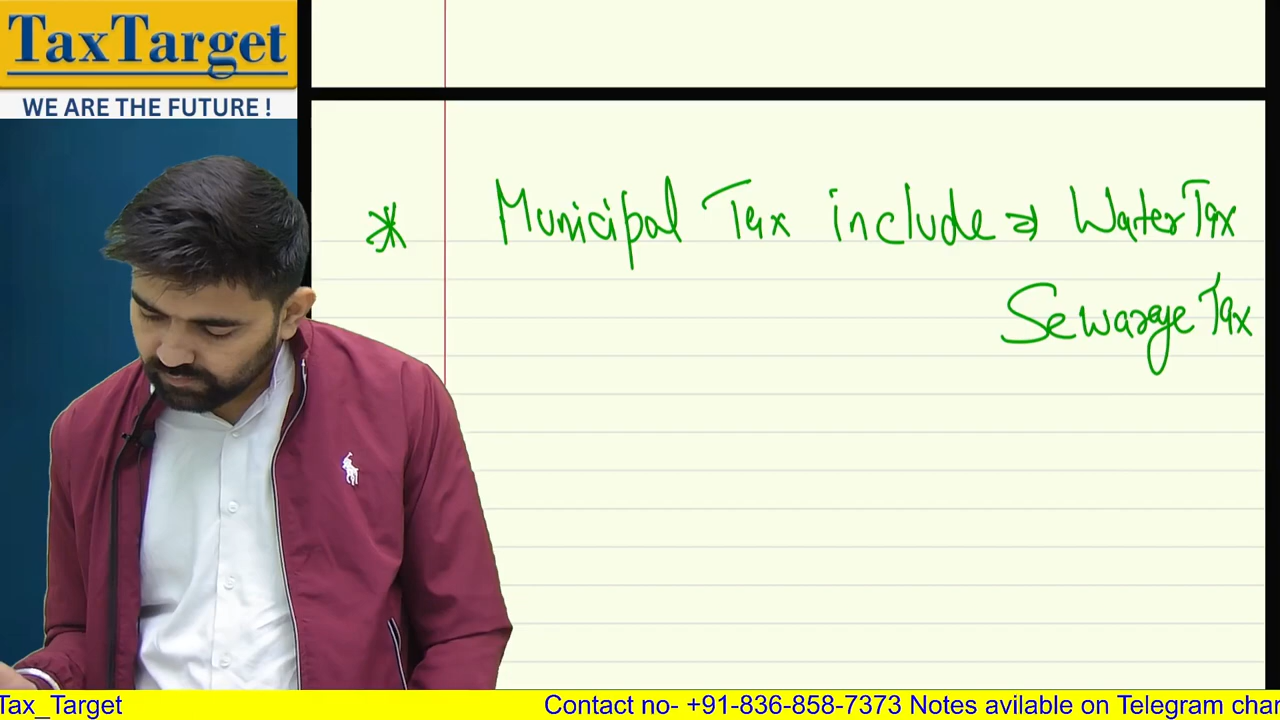 TaxTarget
WE ARE THE FUTURE !
* Municipal Tax include ⇒ Water Tax
Sewarage Tax
Tax_Target Contact no- +91-836-858-7373 Notes avilable on Telegram chan